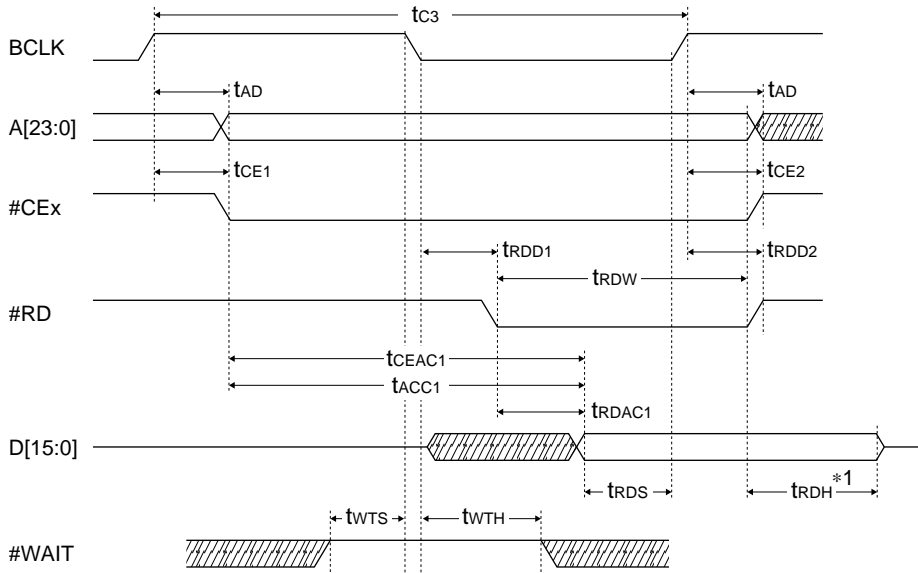 tC3
BCLK
tAD tAD
A[23:0]
tCE1 tCE2
#CEx
tRDD1 tRDD2
tRDW
#RD
tCEAC1
tACC1
tRDAC1
D[15:0]
tRDS tRDH*1
tWTS tWTH
#WAIT